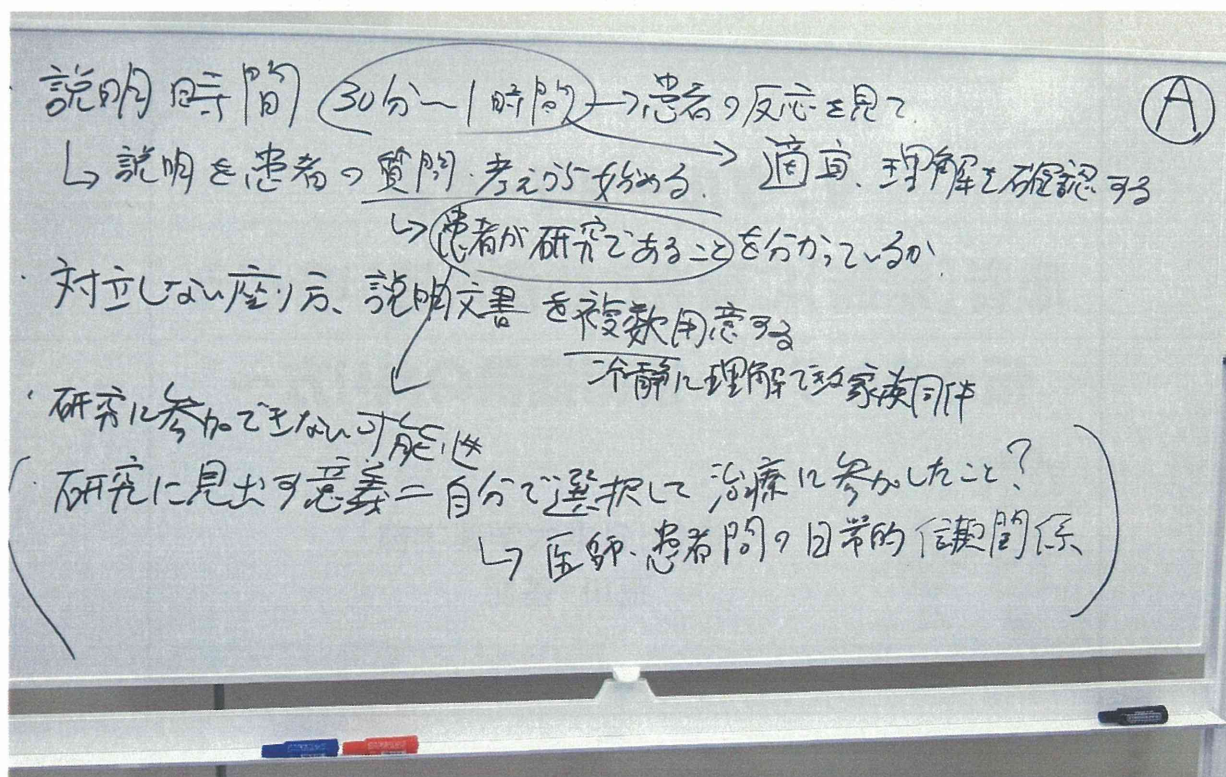 ・説明時間 30分〜1時間 →患者の反応を見て
Ⓐ
↳ 説明を患者の質問・考えから始める。
→ 適宜、理解を確認する
↳ 患者が研究であることを分かっているか
・対立しない座り方、説明文書を複数用意する
冷静に理解できる家族同伴
・研究に参加できない可能性
(・研究に見出す意義=自分で選択して治療に参加したこと?
↳ 医師・患者間の日常的信頼関係)